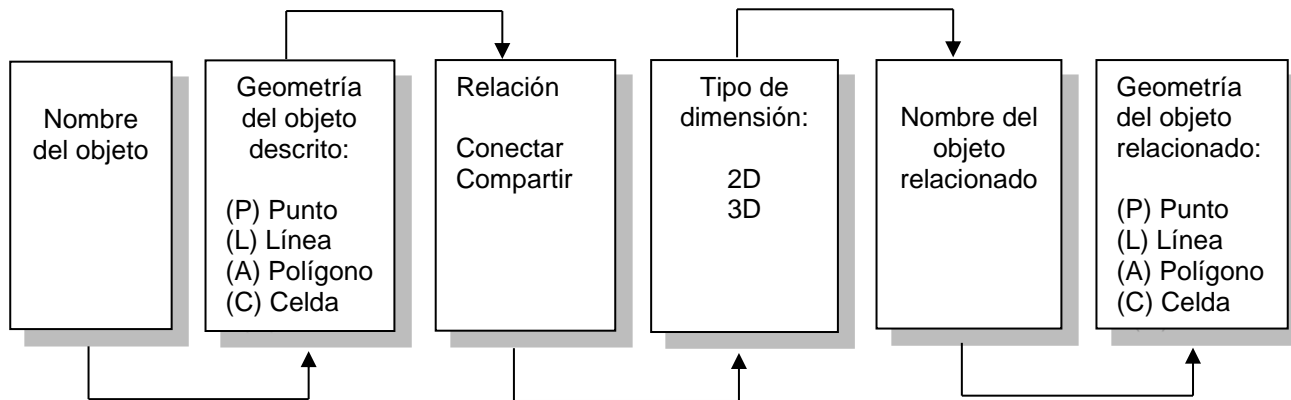 Nombre
del objeto
Geometría
del objeto
descrito:
(P) Punto
(L) Línea
(A) Polígono
(C) Celda
Relación
Conectar
Compartir
Tipo de
dimensión:
2D
3D
Nombre del
objeto
relacionado
Geometría
del objeto
relacionado:
(P) Punto
(L) Línea
(A) Polígono
(C) Celda